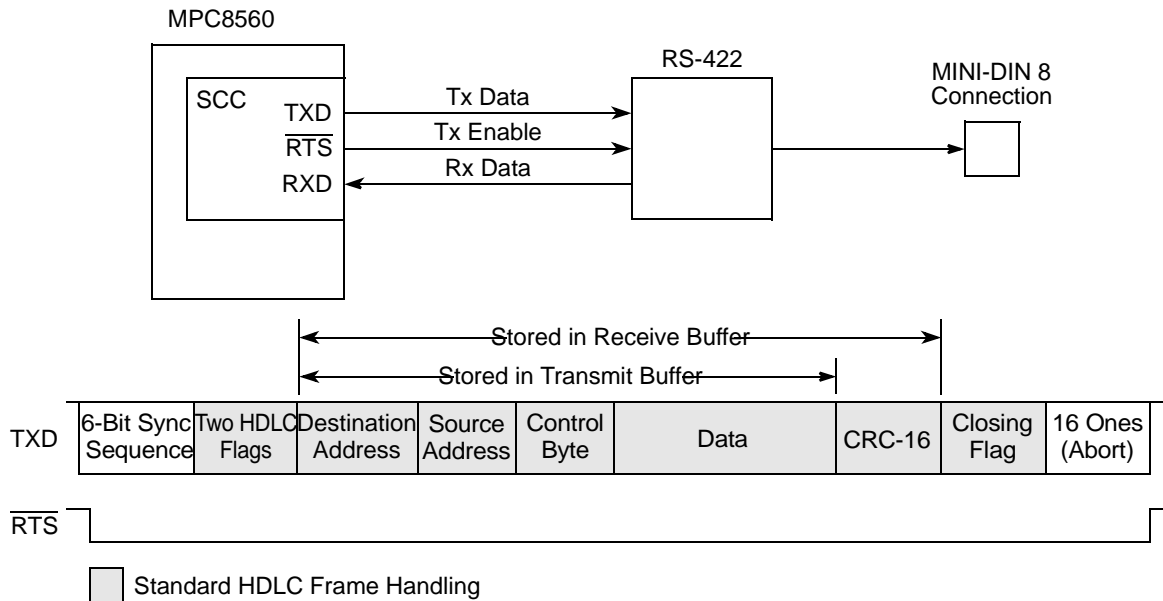 MPC8560
RS-422
MINI-DIN 8
Connection
SCC
TXD
Tx Data
RTS
Tx Enable
RXD
Rx Data
Stored in Receive Buffer
Stored in Transmit Buffer
TXD
6-Bit Sync
Sequence
Two HDLC
Flags
Destination
Address
Source
Address
Control
Byte
Data
CRC-16
Closing
Flag
16 Ones
(Abort)
RTS
Standard HDLC Frame Handling